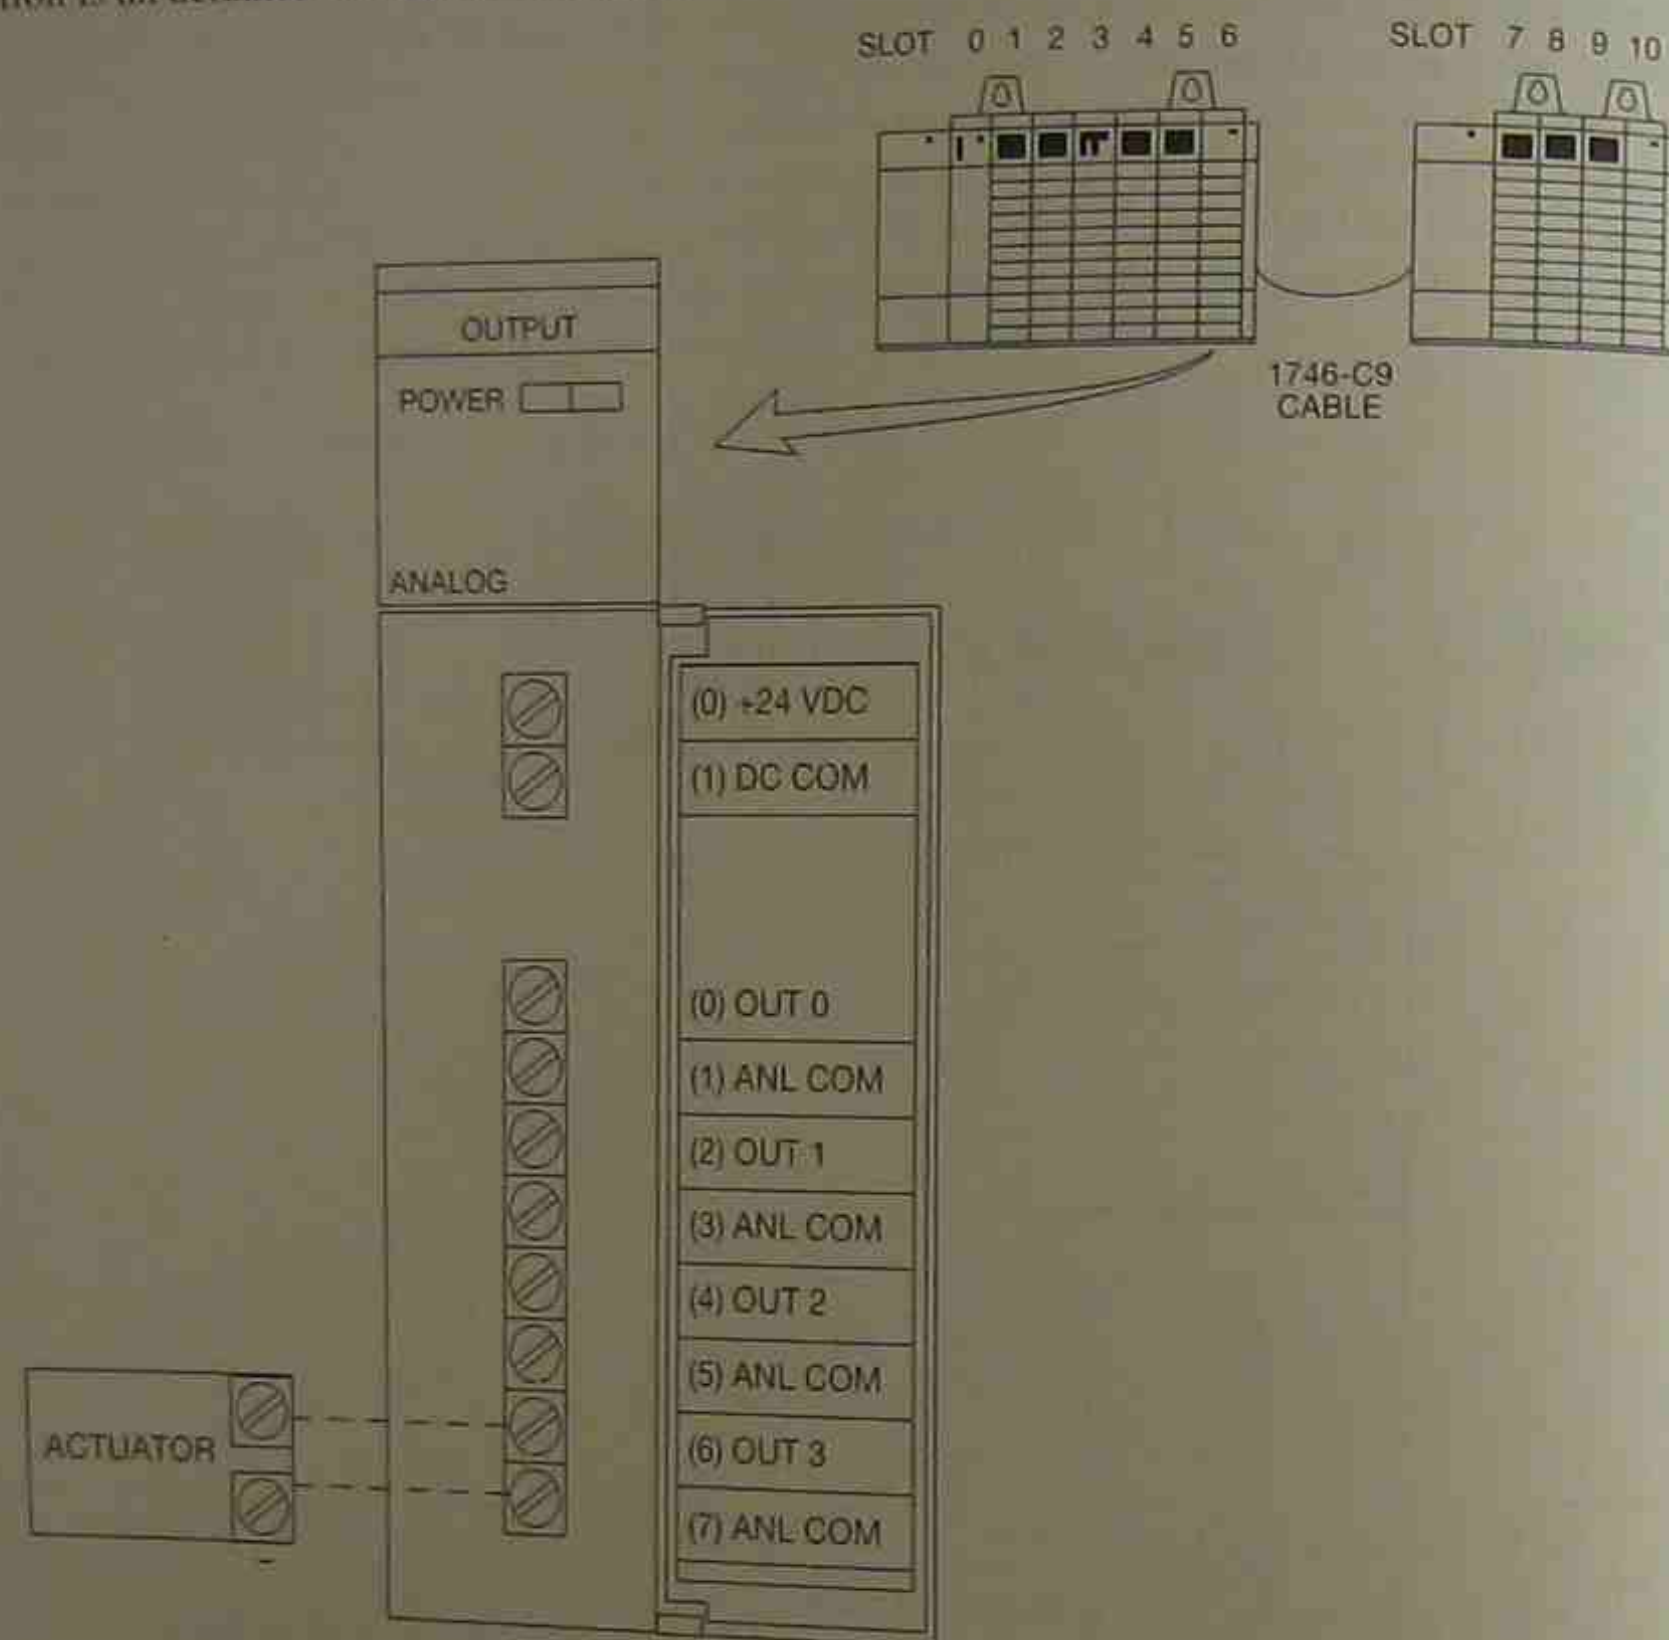 SLOT 0 1 2 3 4 5 6
SLOT 7 8 9 10
1746-C9
CABLE
OUTPUT
POWER
ANALOG
(0) +24 VDC
(1) DC COM
(0) OUT 0
(1) ANL COM
(2) OUT 1
(3) ANL COM
(4) OUT 2
(5) ANL COM
(6) OUT 3
(7) ANL COM
ACTUATOR
-